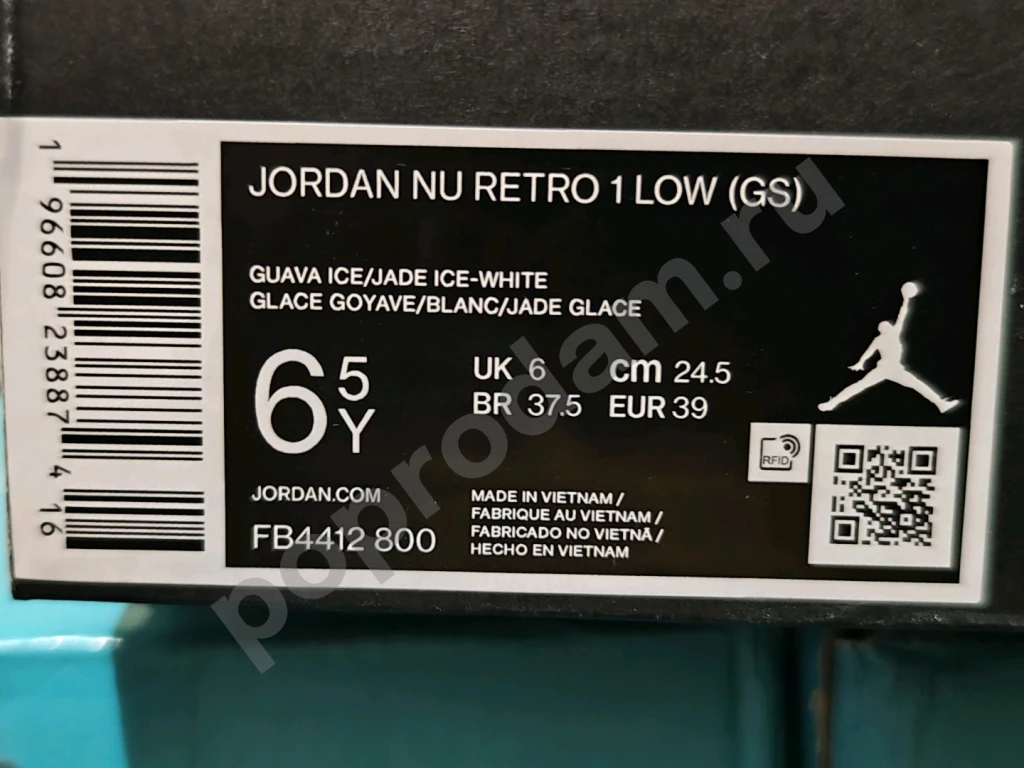 JORDAN NU RETRO 1 LOW (GS)
GUAVA ICE/JADE ICE-WHITE
GLACE GOYAVE/BLANC/JADE GLACE
6 5 Y
UK 6 cm 24.5
BR 37.5 EUR 39
RFID
JORDAN.COM
FB4412 800
MADE IN VIETNAM /
FABRIQUE AU VIETNAM /
FABRICADO NO VIETNÃ /
HECHO EN VIETNAM
1 96608 23887 4 16
poprodam.ru